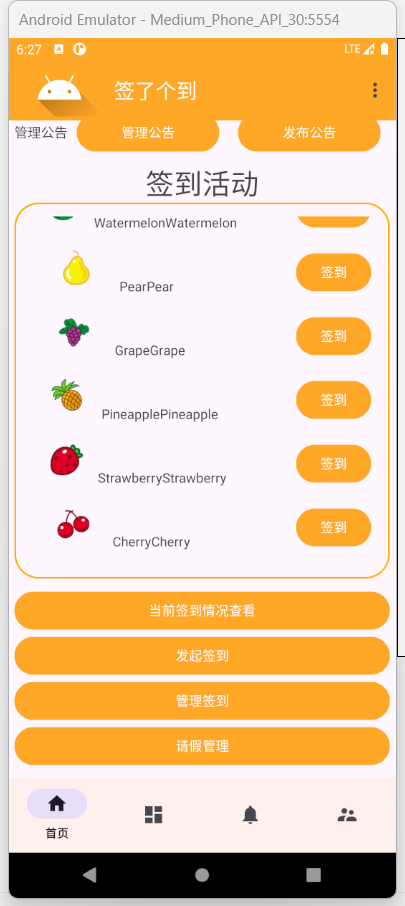 Android Emulator - Medium_Phone_API_30:5554
6:27 A LTE
签了个到
管理公告 管理公告 发布公告
签到活动
WatermelonWatermelon
PearPear 签到
GrapeGrape 签到
PineapplePineapple 签到
StrawberryStrawberry 签到
CherryCherry 签到
当前签到情况查看
发起签到
管理签到
请假管理
首页